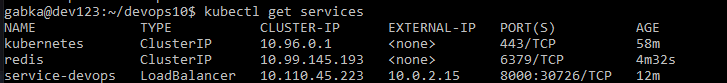 gabka@dev123:~/devops10$ kubectl get services
NAME TYPE CLUSTER-IP EXTERNAL-IP PORT(S) AGE
kubernetes ClusterIP 10.96.0.1 <none> 443/TCP 58m
redis ClusterIP 10.99.145.193 <none> 6379/TCP 4m32s
service-devops LoadBalancer 10.110.45.223 10.0.2.15 8000:30726/TCP 12m